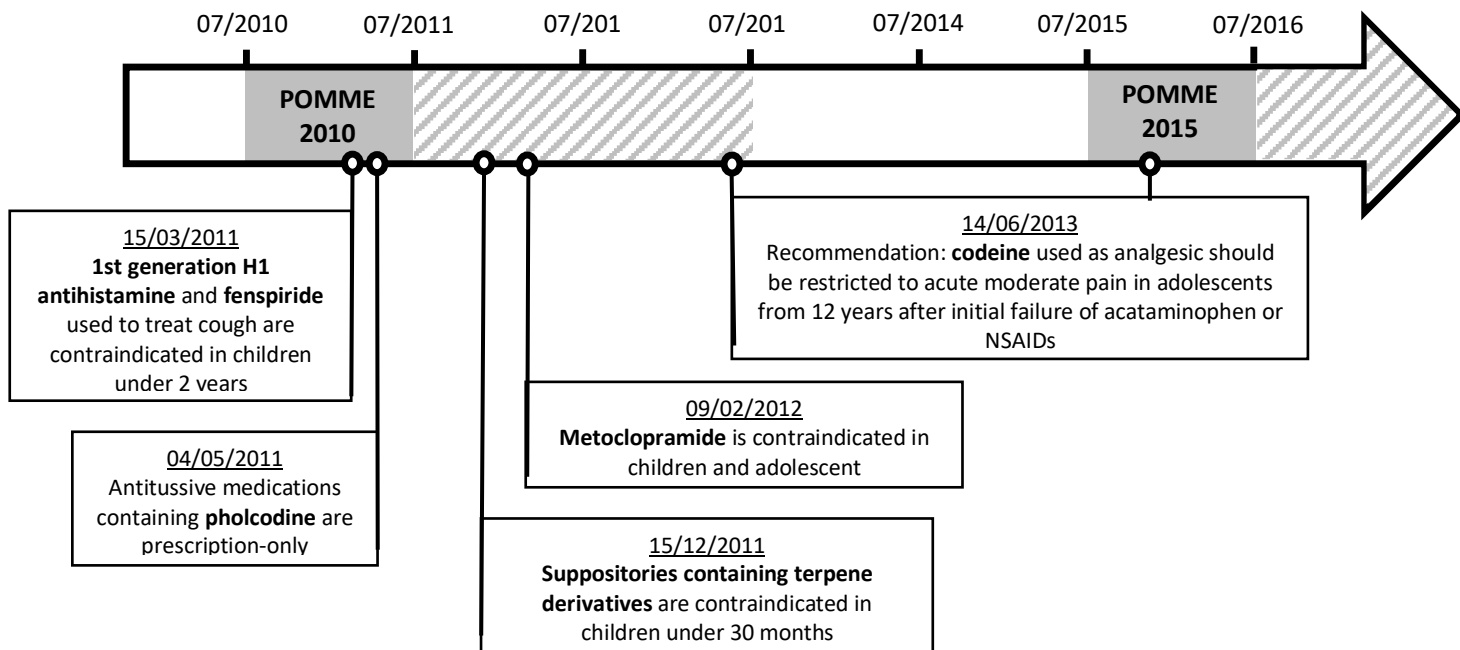 07/2010 07/2011 07/201 07/201 07/2014 07/2015 07/2016
POMME
2010
POMME
2015
15/03/2011
1st generation H1
antihistamine and fenspiride
used to treat cough are
contraindicated in children
under 2 years
04/05/2011
Antitussive medications
containing pholcodine are
prescription-only
15/12/2011
Suppositories containing terpene
derivatives are contraindicated in
children under 30 months
09/02/2012
Metoclopramide is contraindicated in
children and adolescent
14/06/2013
Recommendation: codeine used as analgesic should
be restricted to acute moderate pain in adolescents
from 12 years after initial failure of acataminophen or
NSAIDs